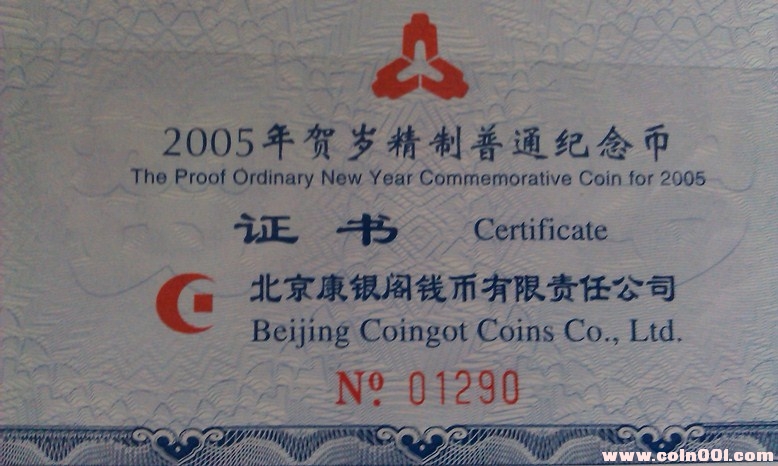 2005年贺岁精制普通纪念币
The Proof Ordinary New Year Commemorative Coin for 2005
证书 Certificate
北京康银阁钱币有限责任公司
Beijing Coingot Coins Co., Ltd.
Nº 01290
www.coin001.com